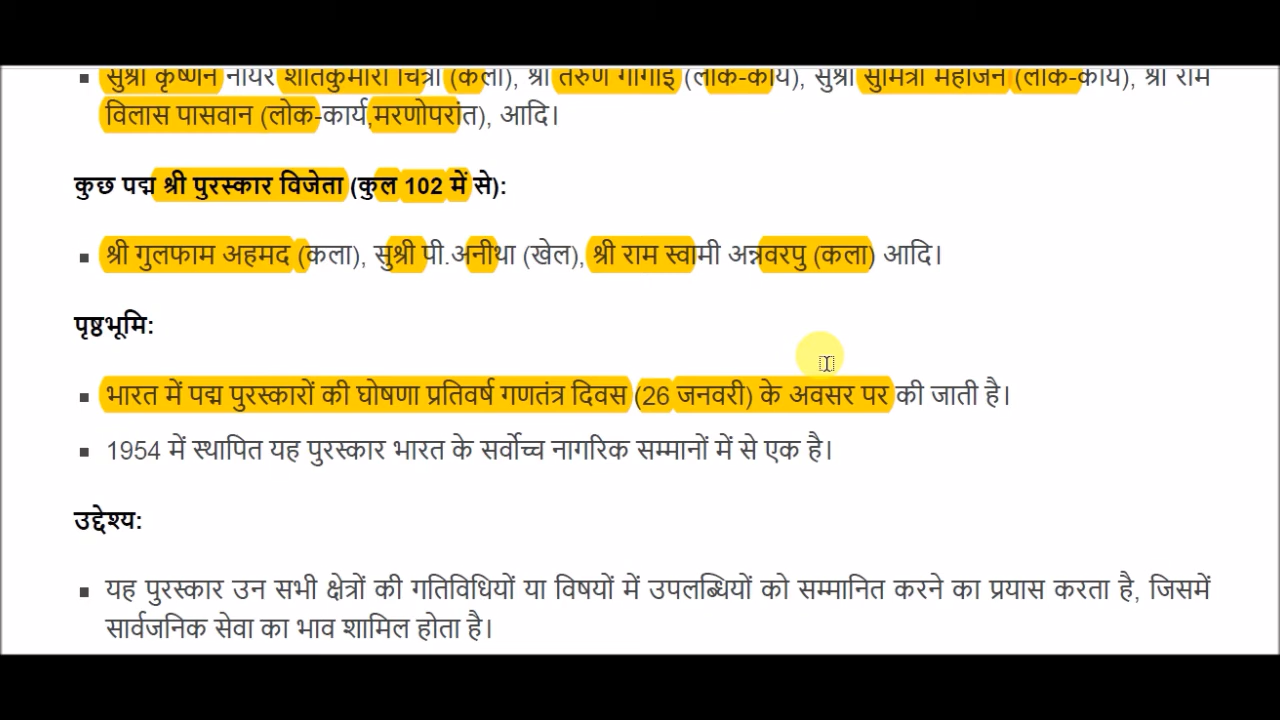 सुश्री कृष्णन नायर शांतकुमारी चित्रा (कला), श्री तरुण गोगोई (लोक-कार्य), सुश्री सुमित्रा महाजन (लोक-कार्य), श्री राम
विलास पासवान (लोक-कार्य,मरणोपरांत), आदि।
कुछ पद्म श्री पुरस्कार विजेता (कुल 102 में से):
श्री गुलफाम अहमद (कला), सुश्री पी.अनीथा (खेल), श्री राम स्वामी अन्नवरपु (कला) आदि।
पृष्ठभूमि:
भारत में पद्म पुरस्कारों की घोषणा प्रतिवर्ष गणतंत्र दिवस (26 जनवरी) के अवसर पर की जाती है।
1954 में स्थापित यह पुरस्कार भारत के सर्वोच्च नागरिक सम्मानों में से एक है।
उद्देश्य:
यह पुरस्कार उन सभी क्षेत्रों की गतिविधियों या विषयों में उपलब्धियों को सम्मानित करने का प्रयास करता है, जिसमें
सार्वजनिक सेवा का भाव शामिल होता है।